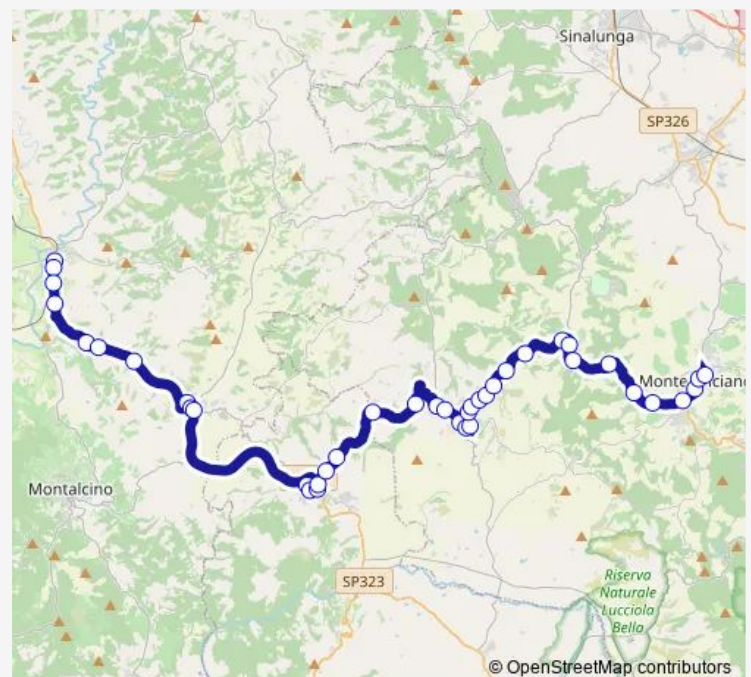 Sinalunga
SP326
Montalcino
SP323
Riserva
Naturale
Lucciola
Bella
© OpenStreetMap contributors